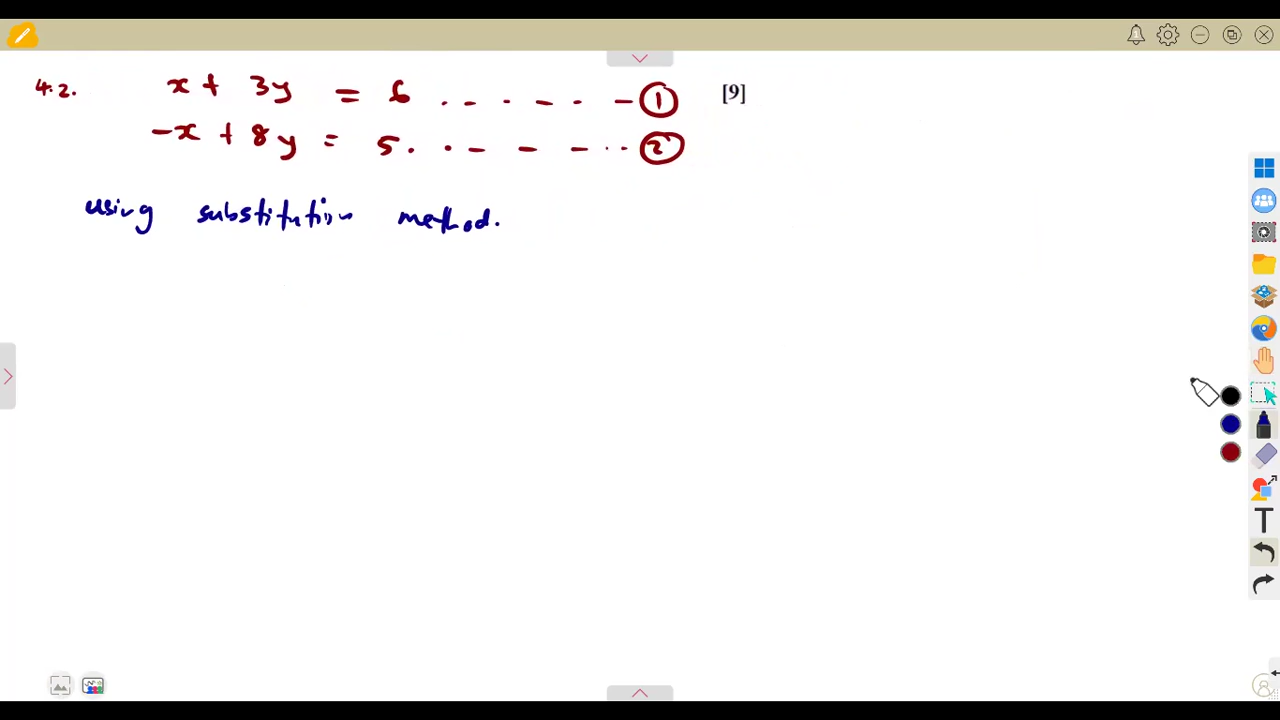 4.2. x + 3y = 6 . . . - . - ① [9]
-x + 8y = 5 . . - - - . . ②
using substitution method.
T